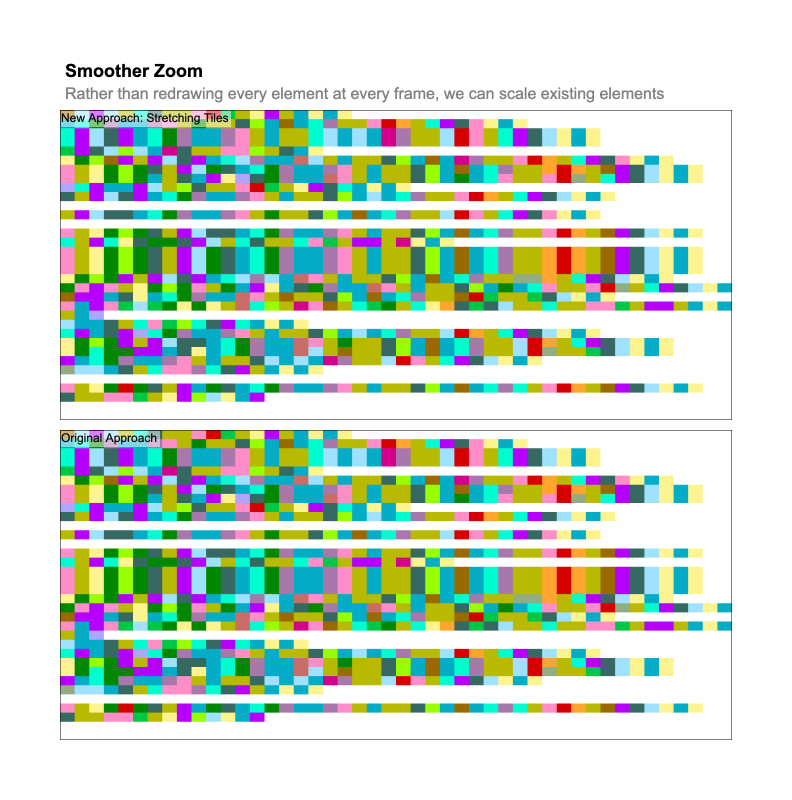 Smoother Zoom
Rather than redrawing every element at every frame, we can scale existing elements
New Approach: Stretching Tiles
Original Approach